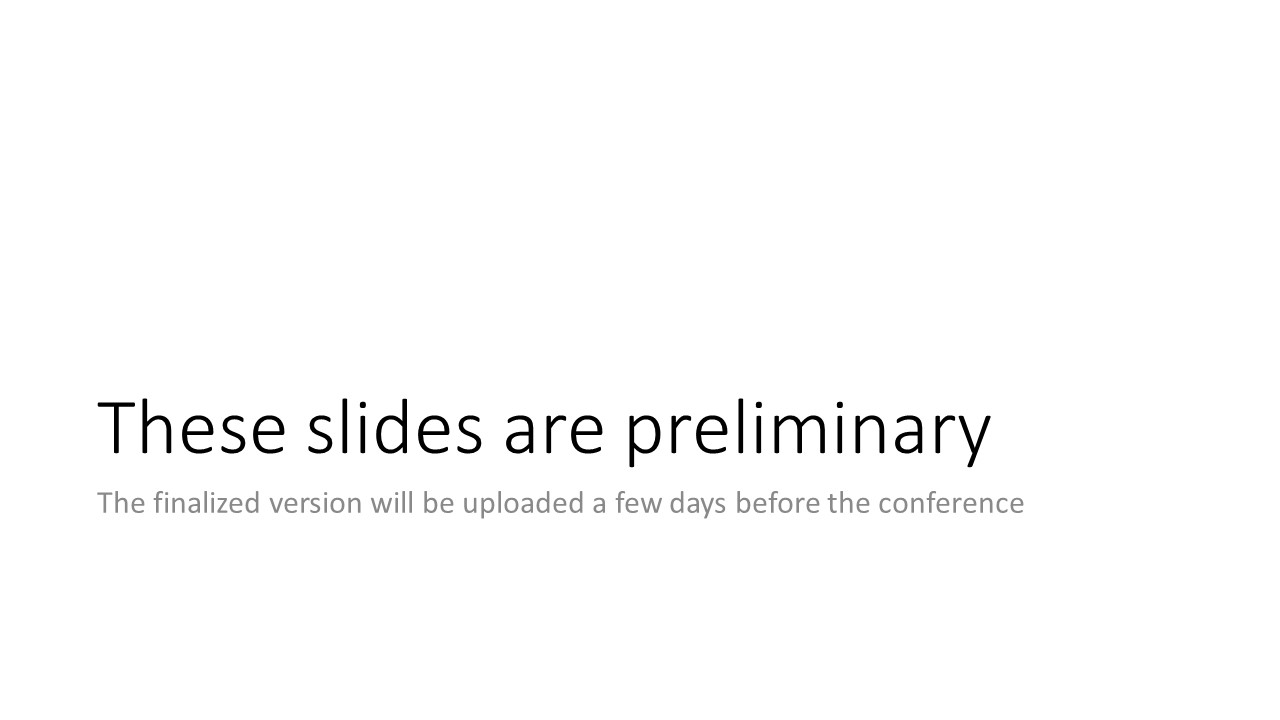 These slides are preliminary
The finalized version will be uploaded a few days before the conference